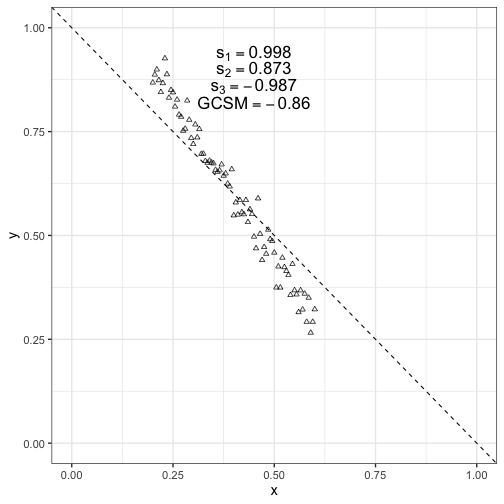 1.00
s₁ = 0.998
s₂ = 0.873
s₃ = −0.987
GCSM = −0.86
0.75
y
0.50
0.25
0.00
0.00 0.25 0.50 0.75 1.00
x